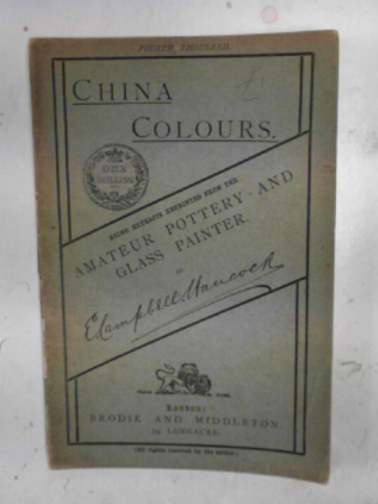 FOURTH THOUSAND.
CHINA
COLOURS.
ONE
SHILLING
BEING EXTRACTS REPRINTED FROM THE
AMATEUR POTTERY AND
GLASS PAINTER.
BY
E. Campbell Hancock
London:
BRODIE AND MIDDLETON
79, LONGACRE.
(All rights reserved by the author.)